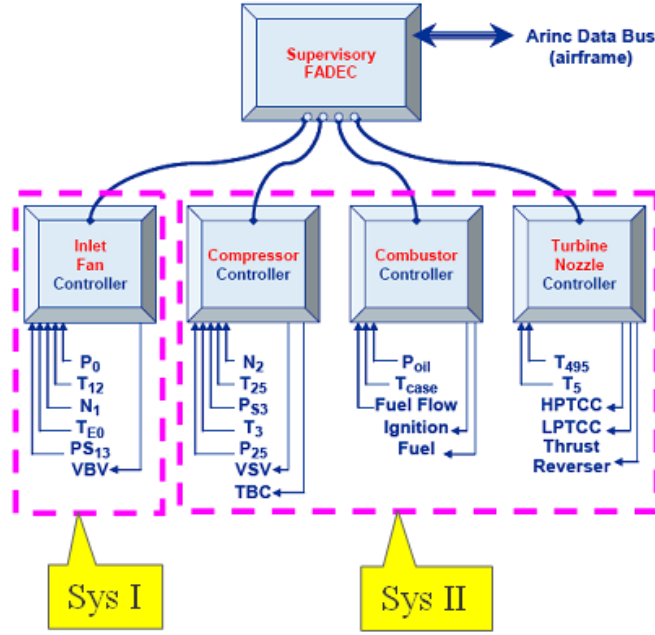 Supervisory
FADEC
Arinc Data Bus
(airframe)
Inlet
Fan
Controller
P0
T12
N1
TE0
PS13
VBV
Compressor
Controller
N2
T25
PS3
T3
P25
VSV
TBC
Combustor
Controller
Poil
Tcase
Fuel Flow
Ignition
Fuel
Turbine
Nozzle
Controller
T495
T5
HPTCC
LPTCC
Thrust
Reverser
Sys I
Sys II